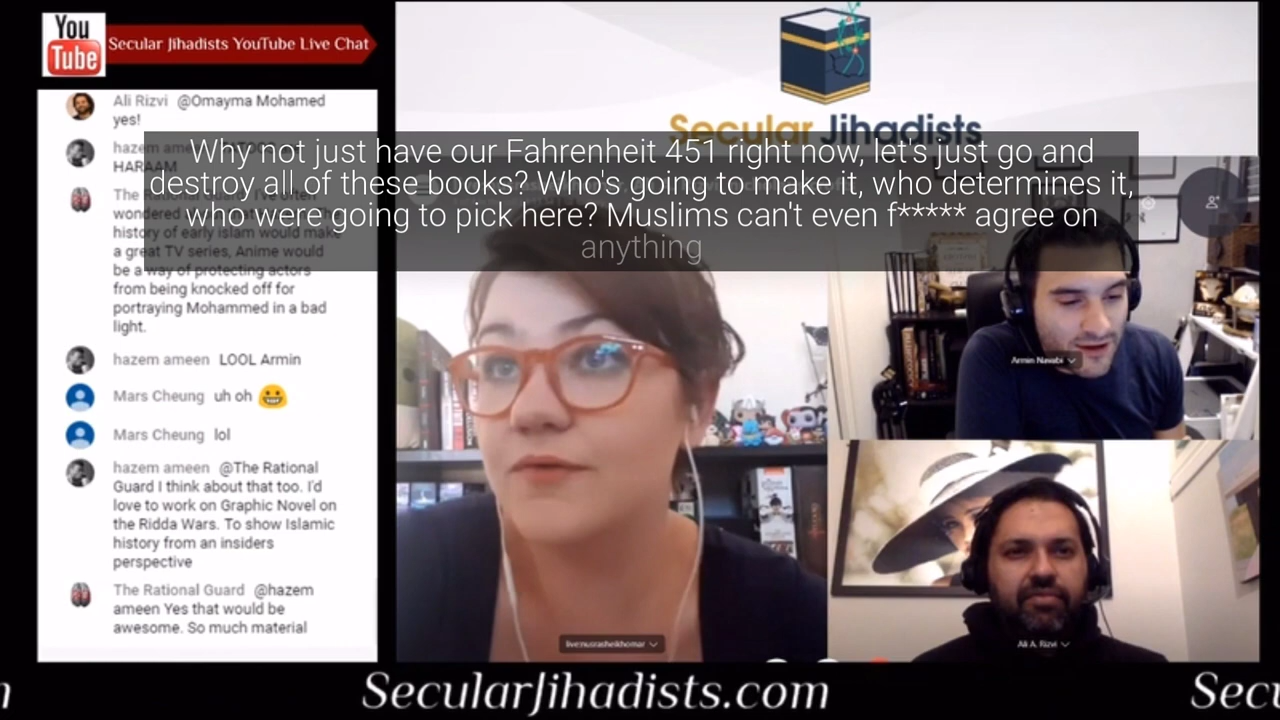 You
Tube
Secular Jihadists YouTube Live Chat
Ali Rizvi @Omayma Mohamed
yes!
hazem
HARAAM
The
wondered
history of early islam would make
a great TV series, Anime would
be a way of protecting actors
from being knocked off for
portraying Mohammed in a bad
light.
hazem ameen LOOL Armin
Mars Cheung uh oh 😀
Mars Cheung lol
hazem ameen @The Rational
Guard I think about that too. I'd
love to work on Graphic Novel on
the Ridda Wars. To show Islamic
history from an insiders
perspective
The Rational Guard @hazem
ameen Yes that would be
awesome. So much material
Secular Jihadists
Why not just have our Fahrenheit 451 right now, let's just go and
destroy all of these books? Who's going to make it, who determines it,
who were going to pick here? Muslims can't even f***** agree on
anything
Armin Navabi
live:nusrasheikhomar
Ali A. Rizvi
SecularJihadists.com
Secu